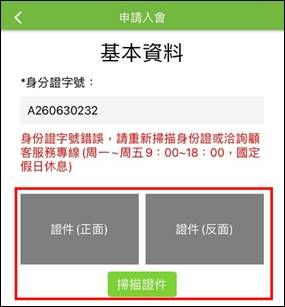 申請入會
基本資料
*身分證字號：
A260630232
身份證字號錯誤，請重新掃描身份證或洽詢顧
客服務專線 (周一~周五 9：00~18：00，國定
假日休息)
證件 (正面)
證件 (反面)
掃描證件